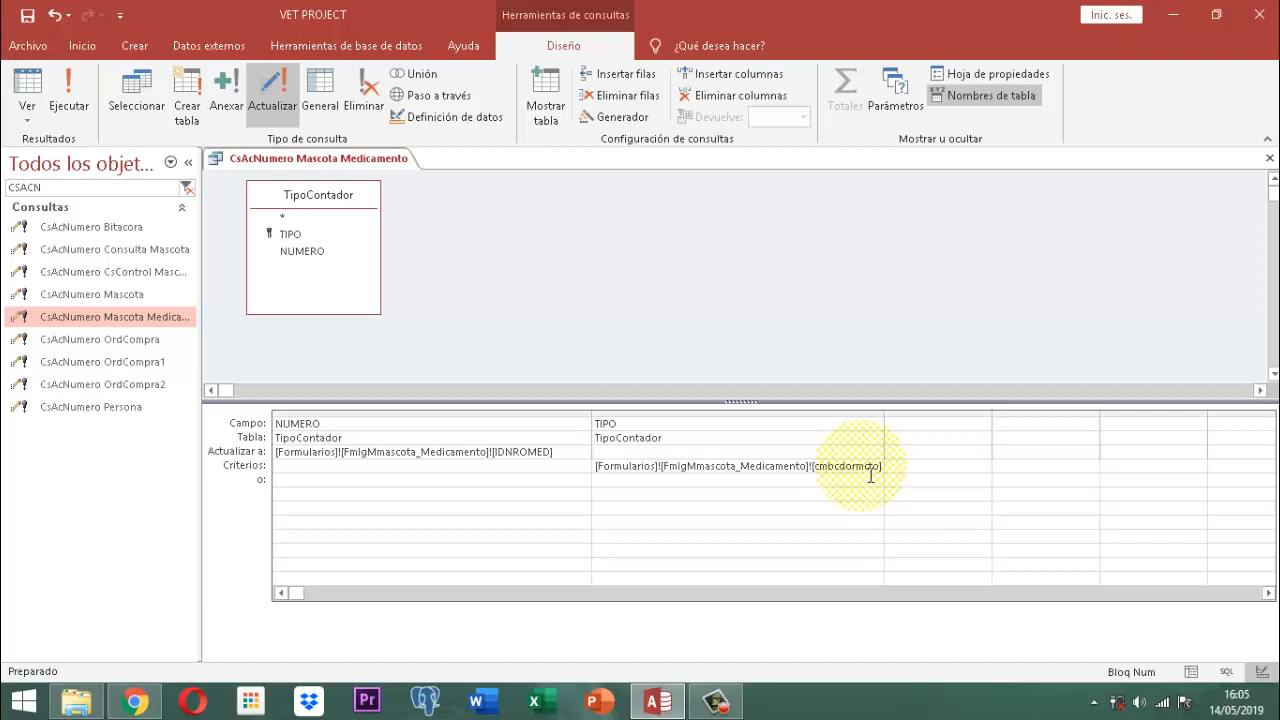 VET PROJECT
Herramientas de consultas
Inic. ses.
Archivo Inicio Crear Datos externos Herramientas de base de datos Ayuda Diseño ¿Qué desea hacer?
Ver
Ejecutar
Seleccionar
Crear
tabla
Anexar
Actualizar
General
Eliminar
Unión
Paso a través
Definición de datos
Mostrar
tabla
Insertar filas
Eliminar filas
Generador
Insertar columnas
Eliminar columnas
Devuelve:
Totales
Parámetros
Hoja de propiedades
XYZ
Nombres de tabla
Resultados
Tipo de consulta
Configuración de consultas
Mostrar u ocultar
Todos los objet...
CSACN
Consultas
CsAcNumero Bitacora
CsAcNumero Consulta Mascota
CsAcNumero CsControl Masc...
CsAcNumero Mascota
CsAcNumero Mascota Medica...
CsAcNumero OrdCompra
CsAcNumero OrdCompra1
CsAcNumero OrdCompra2
CsAcNumero Persona
CsAcNumero Mascota Medicamento
TipoContador
*
TIPO
NUMERO
Campo: NUMERO TIPO
Tabla: TipoContador TipoContador
Actualizar a: [Formularios]![FmIgMmascota_Medicamento]![IDNROMED]
Criterios: [Formularios]![FmIgMmascota_Medicamento]![cmbcdormcto]
o:
Preparado
Bloq Num
SQL
Pr
16:05
14/05/2019